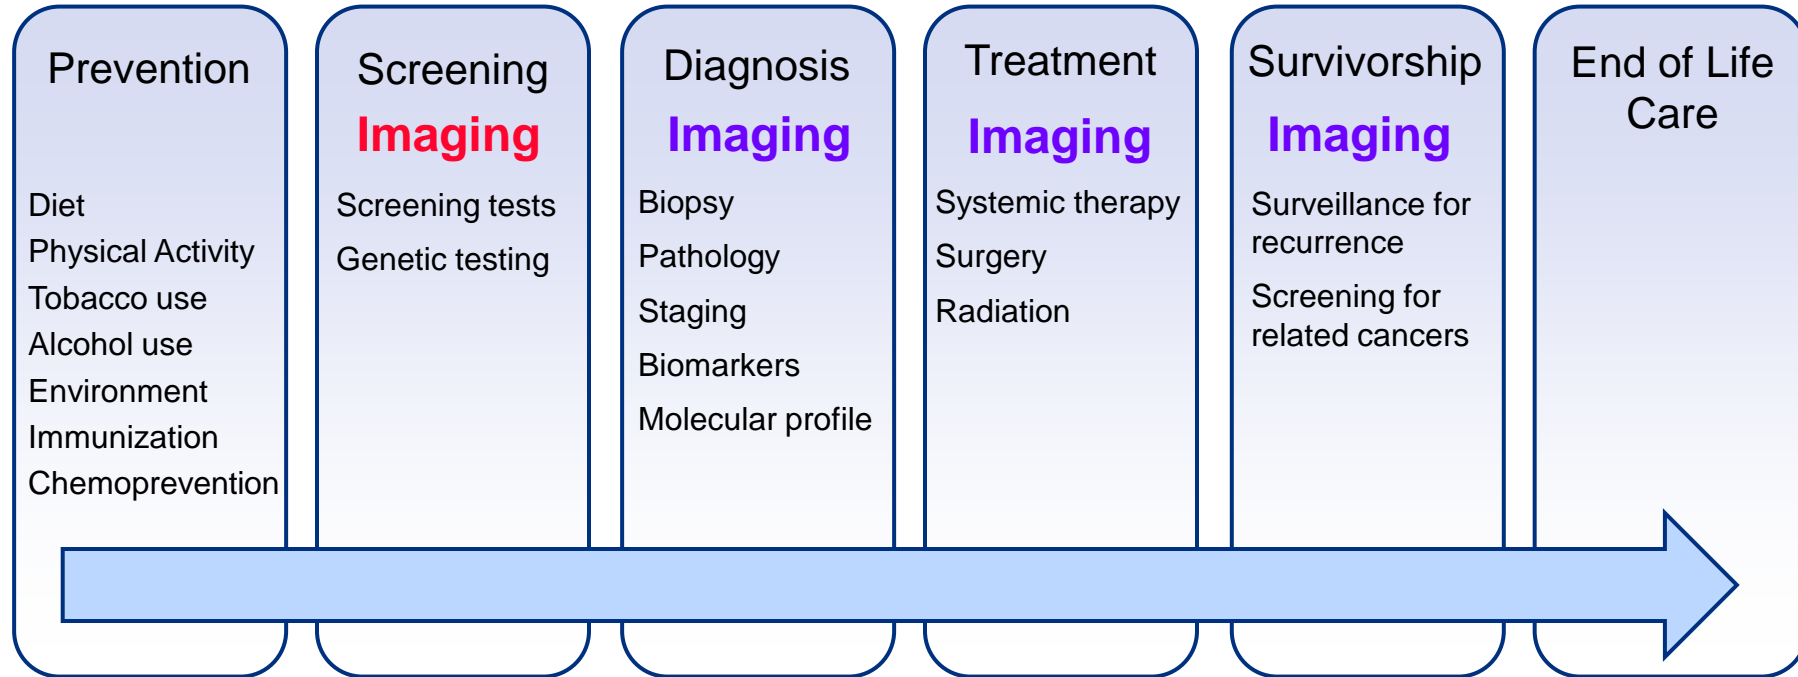 Prevention
Diet
Physical Activity
Tobacco use
Alcohol use
Environment
Immunization
Chemoprevention
Screening
Imaging
Screening tests
Genetic testing
Diagnosis
Imaging
Biopsy
Pathology
Staging
Biomarkers
Molecular profile
Treatment
Imaging
Systemic therapy
Surgery
Radiation
Survivorship
Imaging
Surveillance for
recurrence
Screening for
related cancers
End of Life
Care